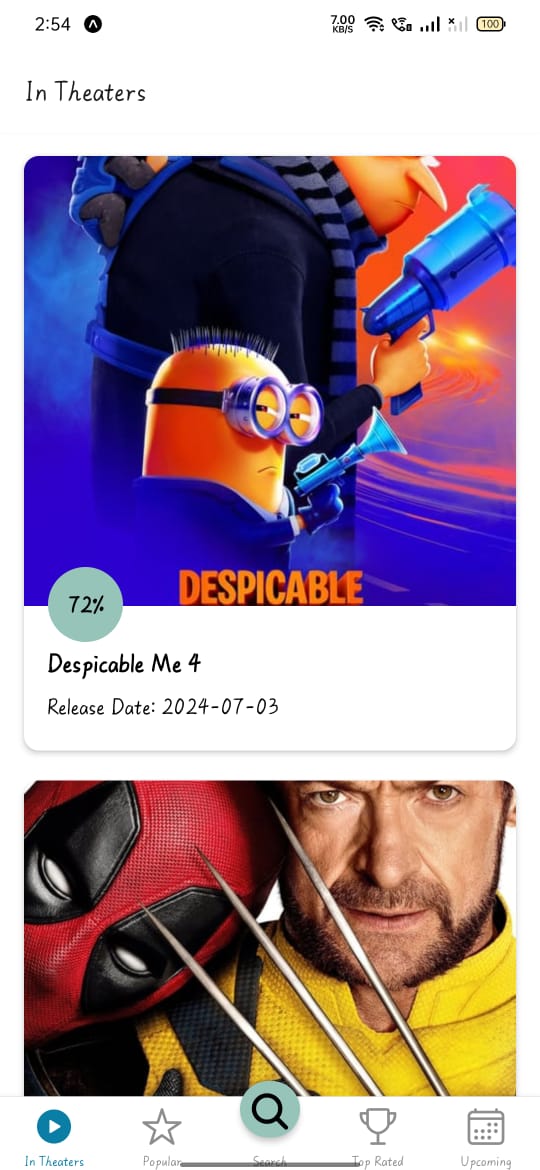 2:54
7.00
KB/S
100
In Theaters
DESPICABLE
72%
Despicable Me 4
Release Date: 2024-07-03
In Theaters
Popular
Search
Top Rated
Upcoming